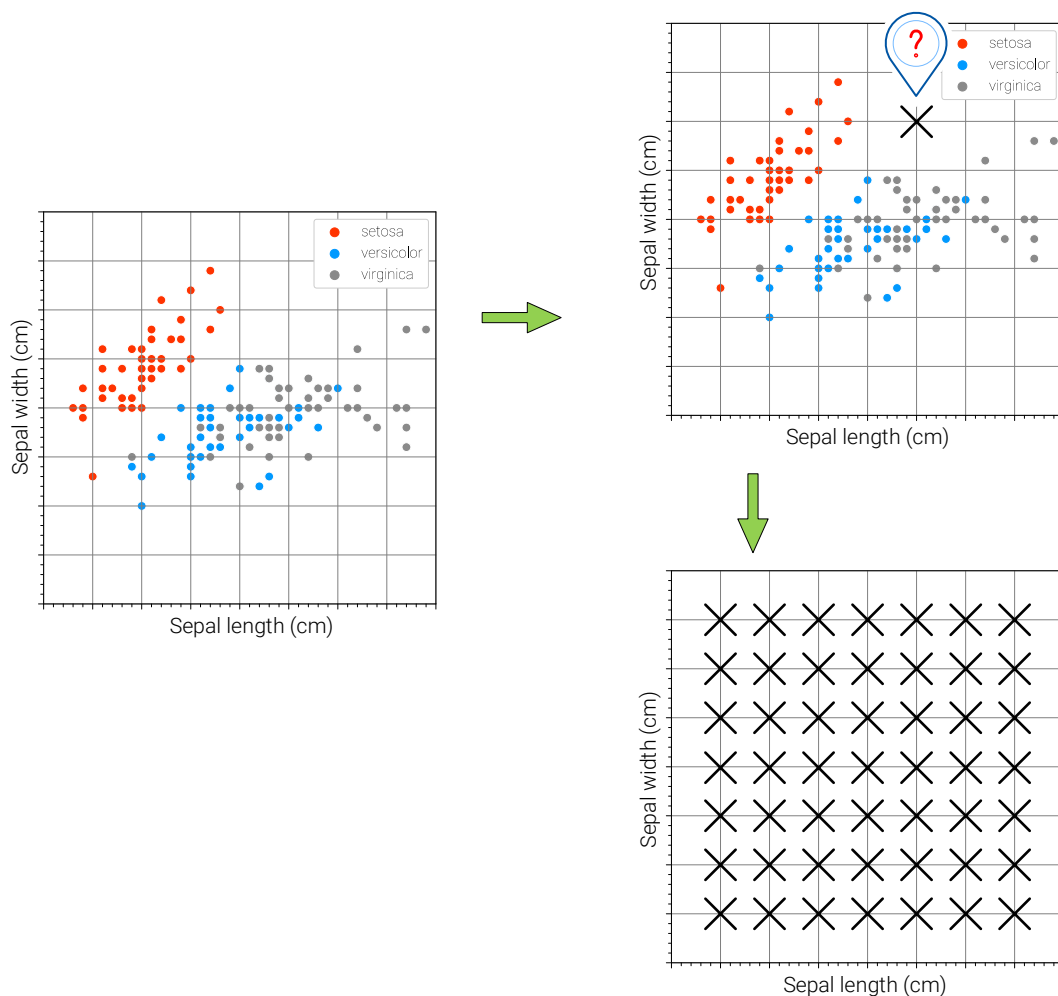 ?
setosa
versicolor
virginica
Sepal width (cm)
Sepal length (cm)
setosa
versicolor
virginica
Sepal width (cm)
Sepal length (cm)
Sepal width (cm)
Sepal length (cm)